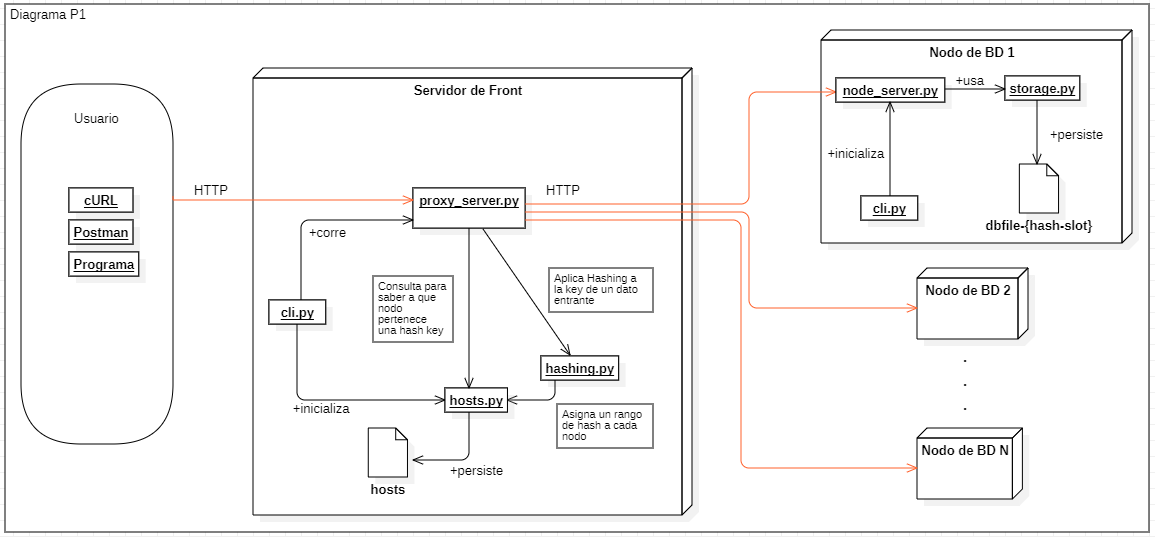 Diagrama P1
Usuario
cURL
Postman
Programa
HTTP
Servidor de Front
proxy_server.py
HTTP
+corre
cli.py
Consulta para
saber a que
nodo
pertenece
una hash key
Aplica Hashing a
la key de un dato
entrante
hashing.py
+inicializa
hosts.py
Asigna un rango
de hash a cada
nodo
+persiste
hosts
Nodo de BD 1
node_server.py
+usa
storage.py
+inicializa
+persiste
cli.py
dbfile-{hash-slot}
Nodo de BD 2
.
.
.
Nodo de BD N